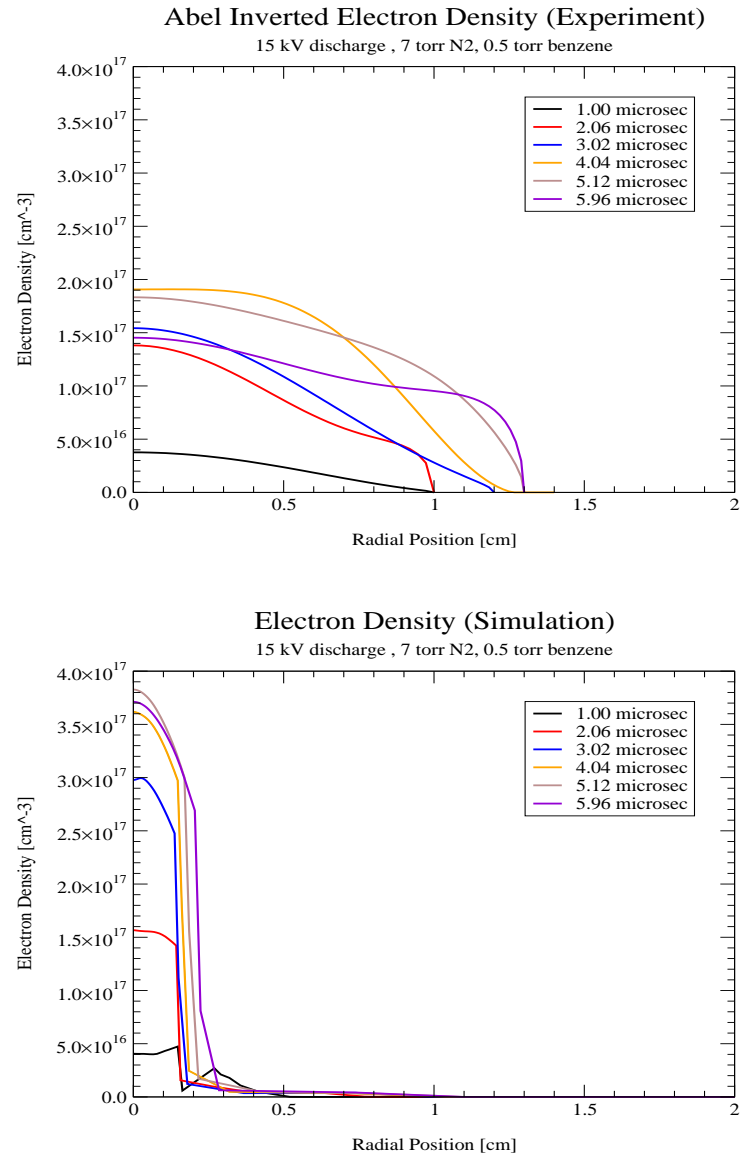 Abel Inverted Electron Density (Experiment)
15 kV discharge , 7 torr N2, 0.5 torr benzene
4.0×10^17
3.5×10^17
3.0×10^17
2.5×10^17
2.0×10^17
1.5×10^17
1.0×10^17
5.0×10^16
0.0
Electron Density [cm^-3]
1.00 microsec
2.06 microsec
3.02 microsec
4.04 microsec
5.12 microsec
5.96 microsec
0 0.5 1 1.5 2
Radial Position [cm]
Electron Density (Simulation)
15 kV discharge , 7 torr N2, 0.5 torr benzene
4.0×10^17
3.5×10^17
3.0×10^17
2.5×10^17
2.0×10^17
1.5×10^17
1.0×10^17
5.0×10^16
0.0
Electron Density [cm^-3]
1.00 microsec
2.06 microsec
3.02 microsec
4.04 microsec
5.12 microsec
5.96 microsec
0 0.5 1 1.5 2
Radial Position [cm]